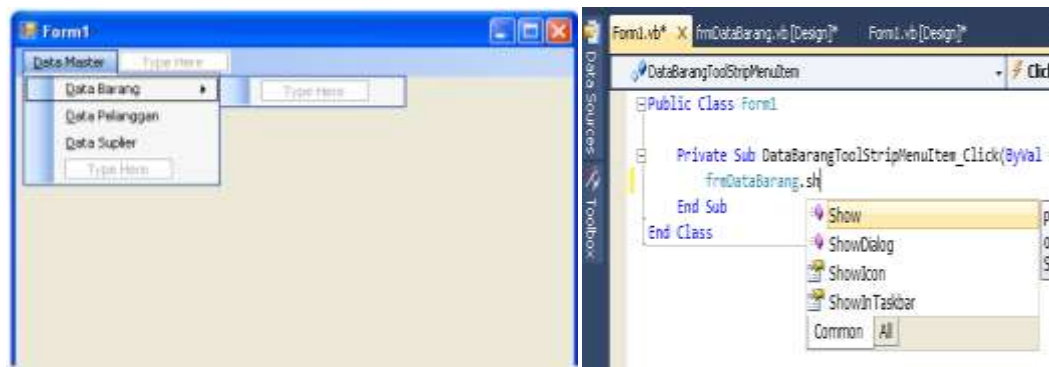 Form1
Data Master Type Here
Data Barang Type Here
Data Pelanggan
Data Suplier
Type Here
Data Sources
Toolbox
Form1.vb* X frmDataBarang.vb [Design]* Form1.vb [Design]*
DataBarangToolStripMenuItem
Public Class Form1
Private Sub DataBarangToolStripMenuItem_Click(ByVal
frmDataBarang.sh
End Sub
End Class
Show
ShowDialog
ShowIcon
ShowInTaskbar
Common All